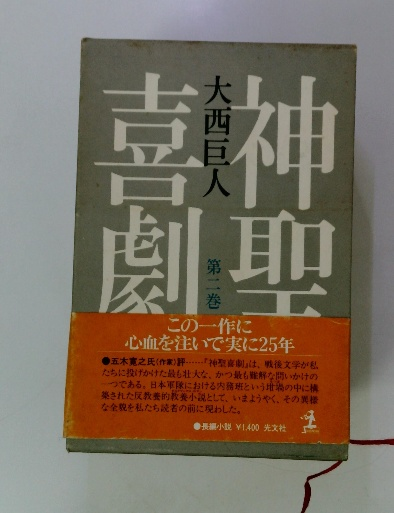 神聖
喜劇
大西巨人
第二巻
この一作に
心血を注いで実に25年
●五木寛之氏(作家)評……『神聖喜劇』は、戦後文学が私
たちに投げかけた最も壮大な、かつ最も難解な問いかけの
一つである。日本軍隊における内務班という坩堝の中に構
築された反教養的教養小説として、いまようやく、その異様
な全貌を私たち読者の前に現わした。
●長編小説 ¥1,400 光文社